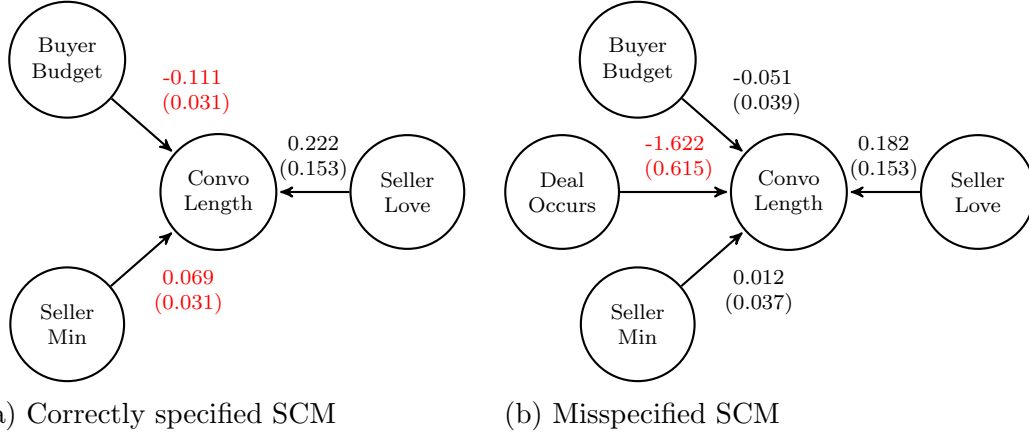 Buyer
Budget
-0.111
(0.031)
Convo
Length
0.222
(0.153)
Seller
Love
0.069
(0.031)
Seller
Min
) Correctly specified SCM
Buyer
Budget
-0.051
(0.039)
Deal
Occurs
-1.622
(0.615)
Convo
Length
0.182
(0.153)
Seller
Love
0.012
(0.037)
Seller
Min
(b) Misspecified SCM